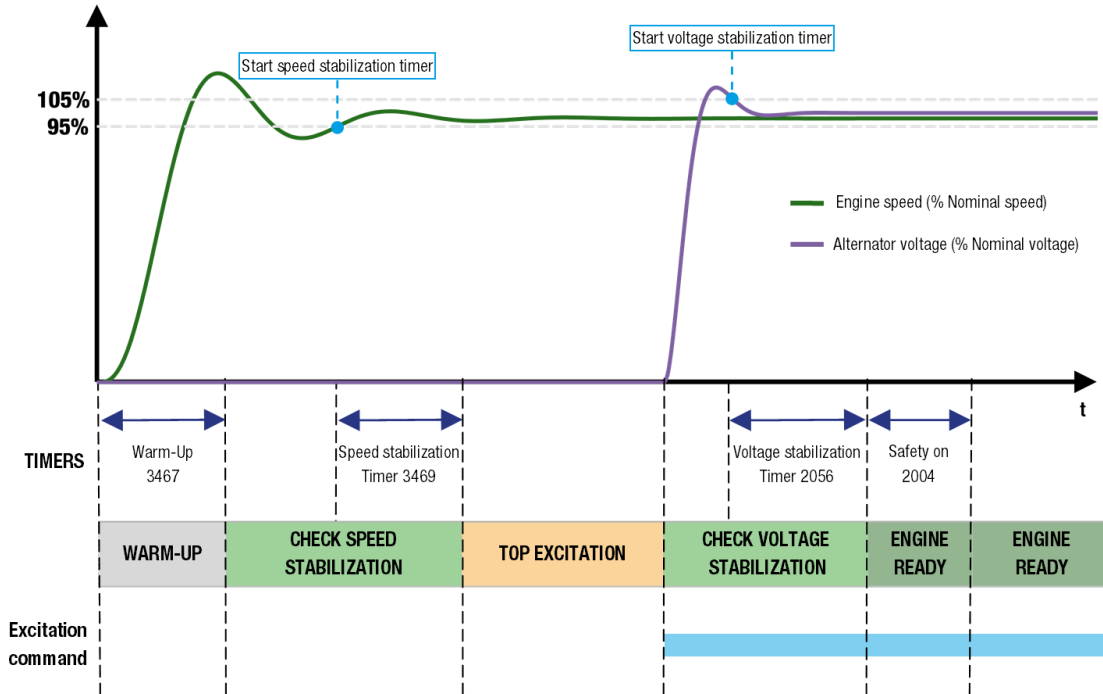 Start voltage stabilization timer
Start speed stabilization timer
105%
95%
Engine speed (% Nominal speed)
Alternator voltage (% Nominal voltage)
t
TIMERS
Warm-Up
3467
Speed stabilization
Timer 3469
Voltage stabilization
Timer 2056
Safety on
2004
WARM-UP
CHECK SPEED
STABILIZATION
TOP EXCITATION
CHECK VOLTAGE
STABILIZATION
ENGINE
READY
ENGINE
READY
Excitation
command